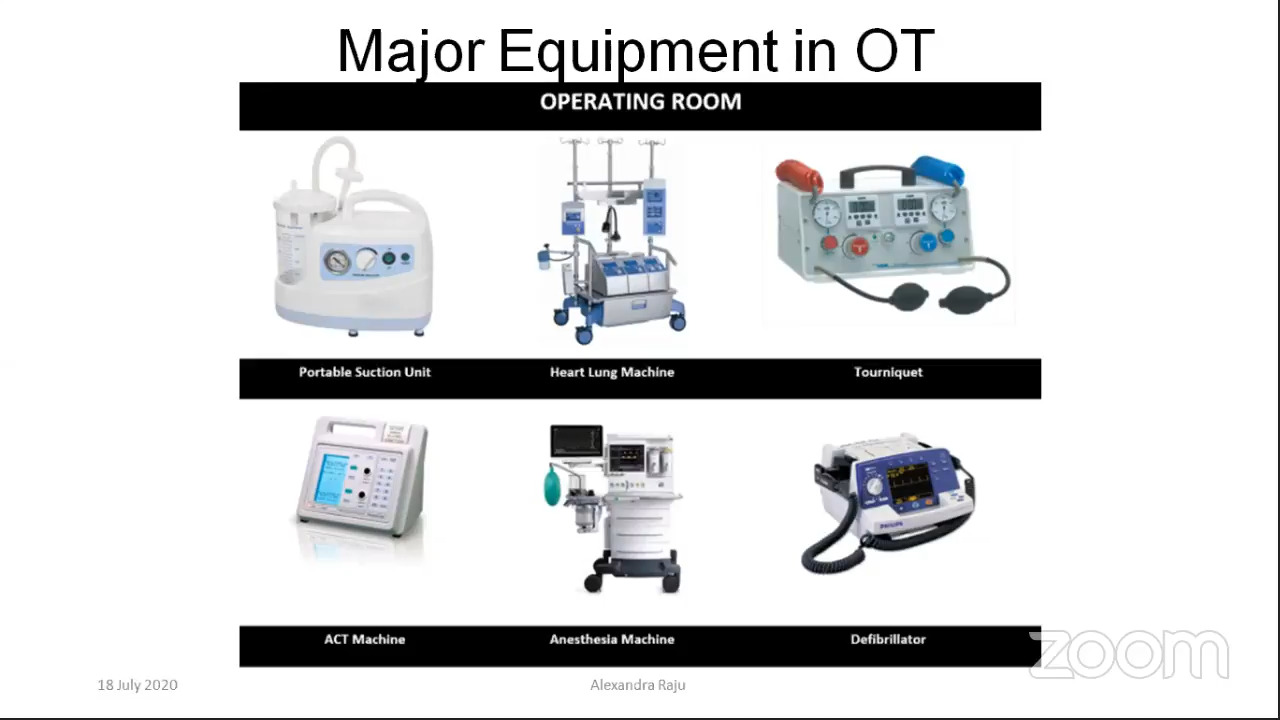 Major Equipment in OT
OPERATING ROOM
Portable Suction Unit
Heart Lung Machine
Tourniquet
PHILIPS
ACT Machine
Anesthesia Machine
Defibrillator
zoom
18 July 2020
Alexandra Raju